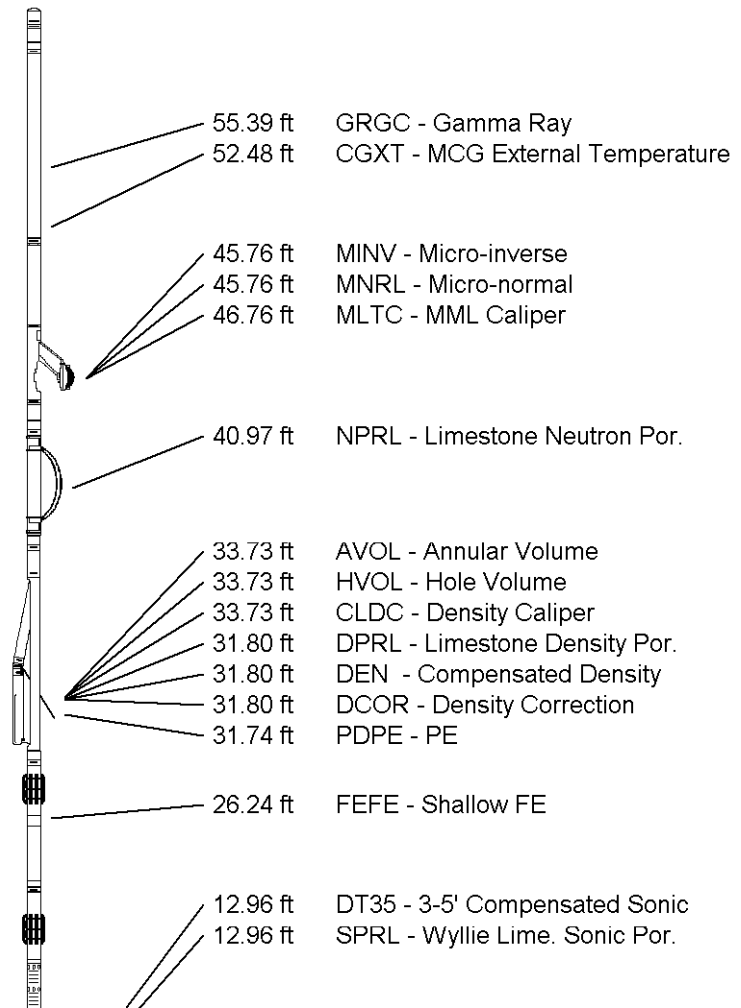 55.39 ft GRGC - Gamma Ray
52.48 ft CGXT - MCG External Temperature
45.76 ft MINV - Micro-inverse
45.76 ft MNRL - Micro-normal
46.76 ft MLTC - MML Caliper
40.97 ft NPRL - Limestone Neutron Por.
33.73 ft AVOL - Annular Volume
33.73 ft HVOL - Hole Volume
33.73 ft CLDC - Density Caliper
31.80 ft DPRL - Limestone Density Por.
31.80 ft DEN - Compensated Density
31.80 ft DCOR - Density Correction
31.74 ft PDPE - PE
26.24 ft FEFE - Shallow FE
12.96 ft DT35 - 3-5' Compensated Sonic
12.96 ft SPRL - Wyllie Lime. Sonic Por.